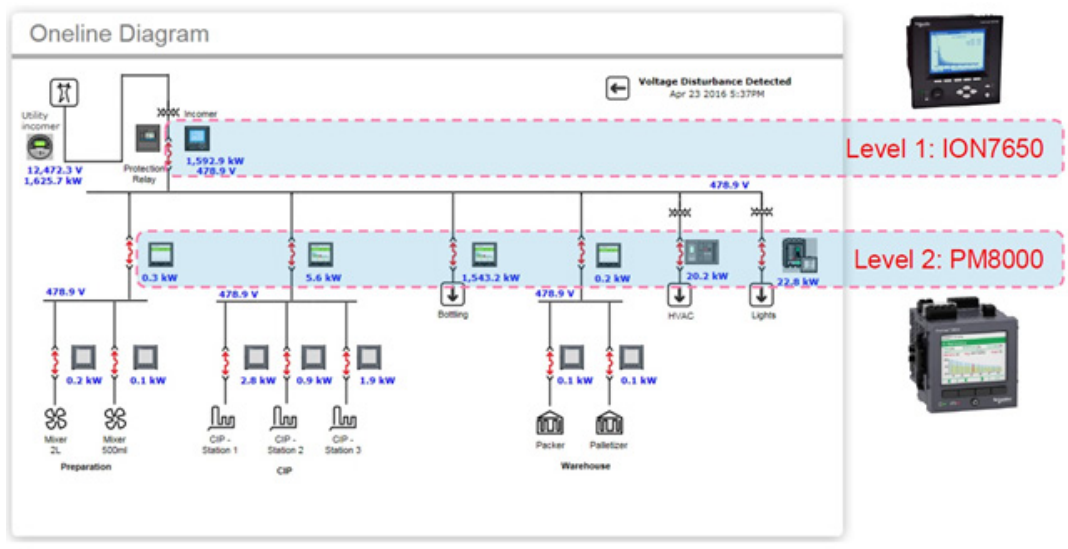 Oneline Diagram
Voltage Disturbance Detected
Apr 23 2016 5:37PM
Utility
incomer
12,472.3 V
1,625.7 kW
Incomer
Protection
Relay
1,592.9 kW
478.9 V
Level 1: ION7650
478.9 V
Level 2: PM8000
0.3 kW
5.6 kW
1,543.2 kW
0.2 kW
20.2 kW
22.8 kW
478.9 V
478.9 V
Bottling
478.9 V
HVAC
Lights
0.2 kW
0.1 kW
2.8 kW
0.9 kW
1.9 kW
0.1 kW
0.1 kW
Mixer
2L
Mixer
500ml
CIP -
Station 1
CIP -
Station 2
CIP -
Station 3
Packer
Palletizer
Preparation
CIP
Warehouse